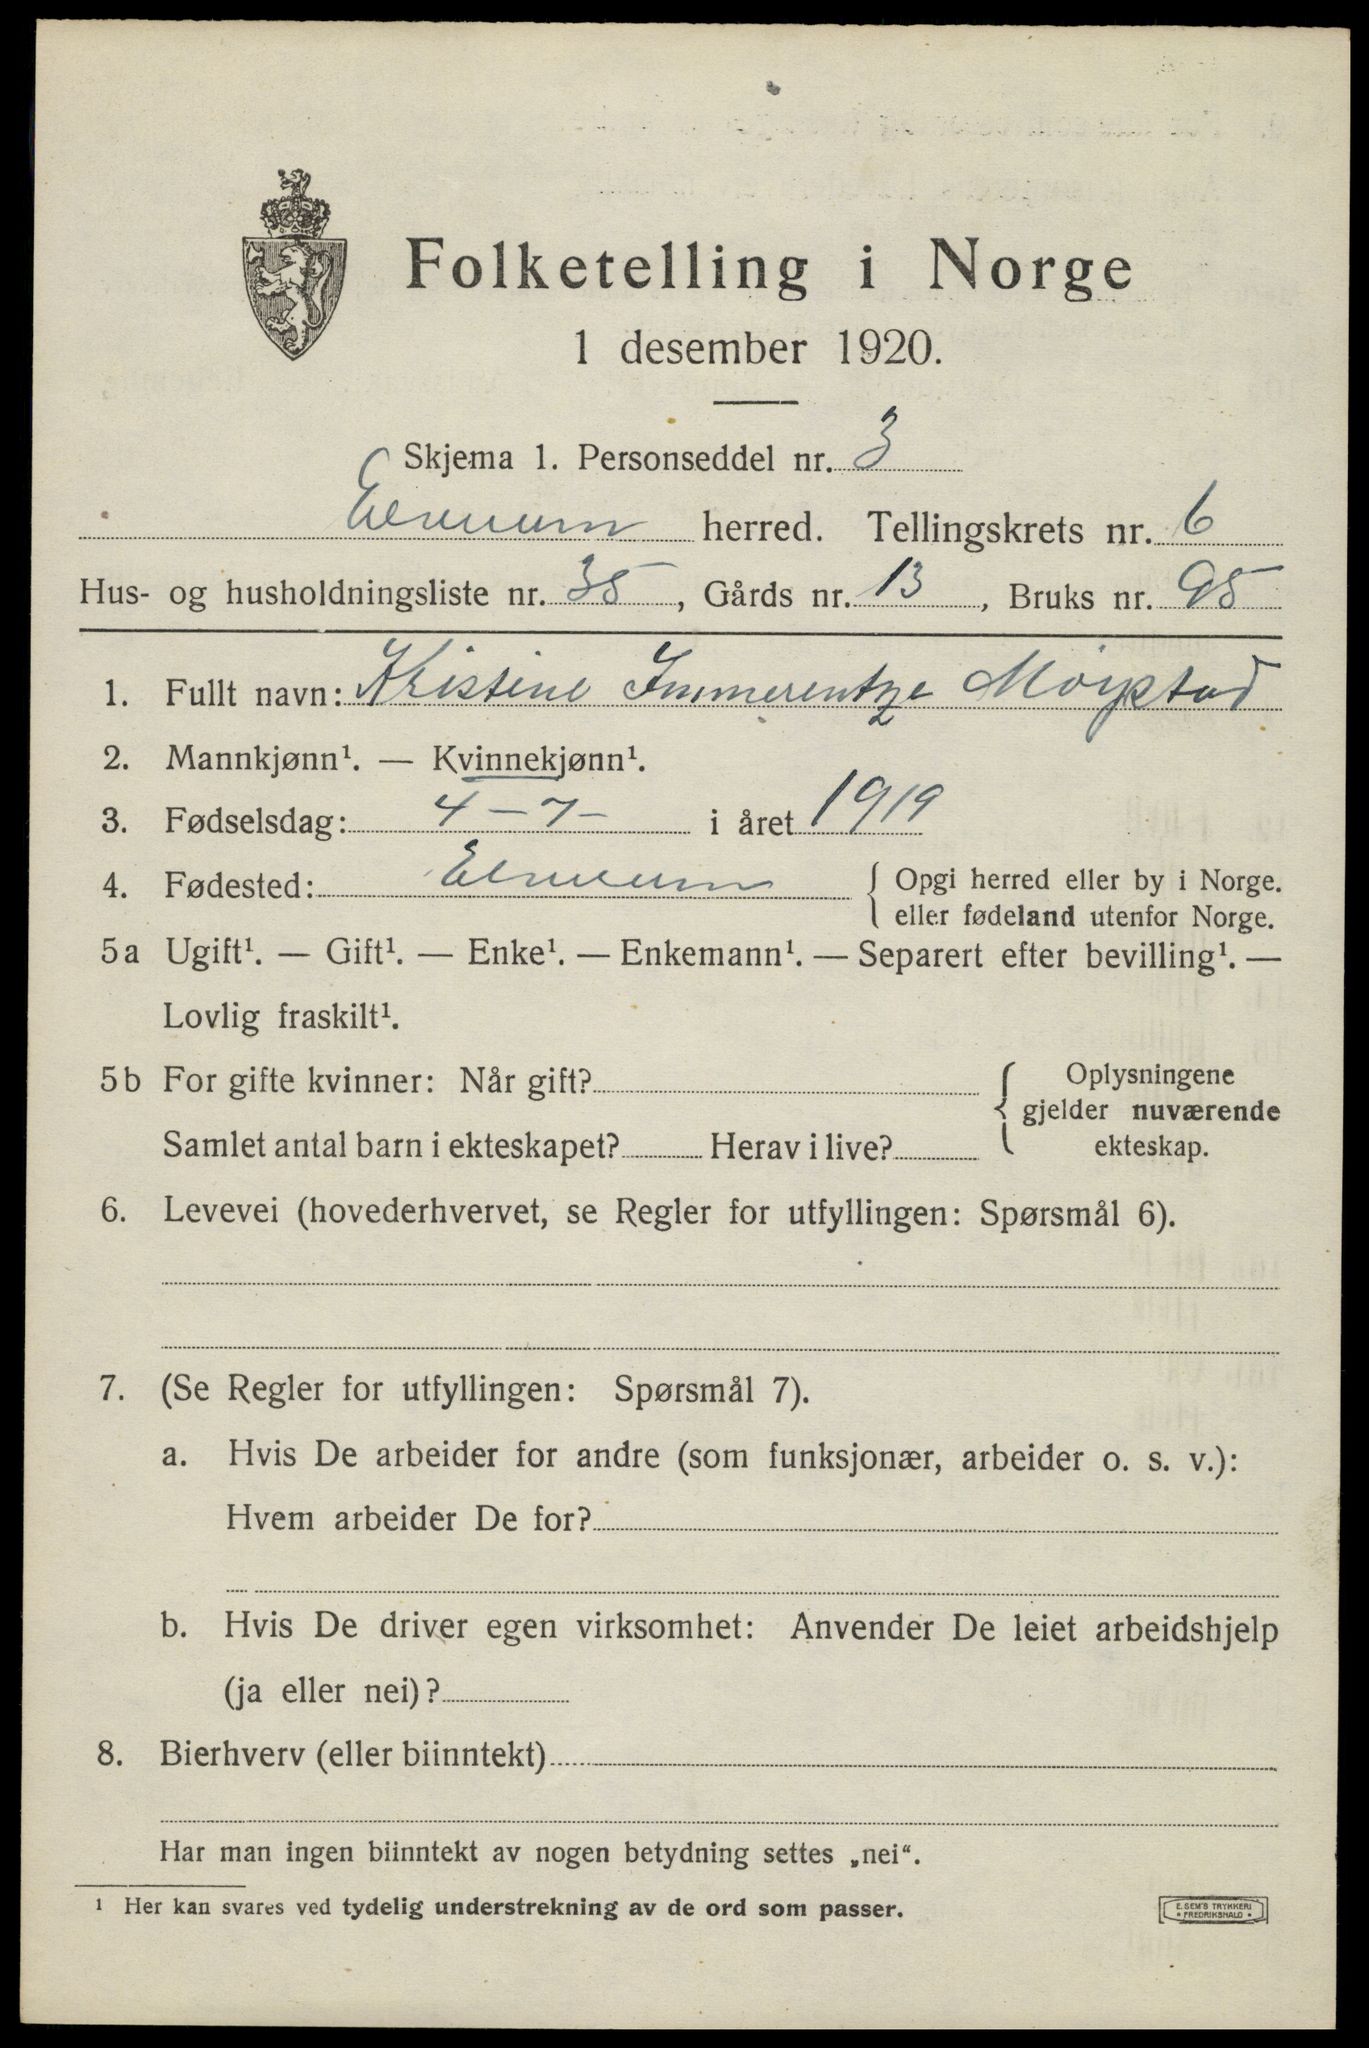 Folketelling i Norge
1 desember 1920.
Skjema 1. Personseddel nr. 3
Elverum herred. Tellingskrets nr. 6
Hus- og husholdningsliste nr. 35, Gårds nr. 13, Bruks nr. 95
1. Fullt navn: Kristine Immerentze Möystad
2. Mannkjønn¹. — Kvinnekjønn¹.
3. Fødselsdag: 4-7- i året 1919
4. Fødested: Elverum { Opgi herred eller by i Norge.
eller fødeland utenfor Norge.
5a Ugift¹. — Gift¹. — Enke¹. — Enkemann¹. — Separert efter bevilling¹. —
Lovlig fraskilt¹.
5b For gifte kvinner: Når gift? { Oplysningene
gjelder nuværende
ekteskap.
Samlet antal barn i ekteskapet? Herav i live?
6. Levevei (hovederhvervet, se Regler for utfyllingen: Spørsmål 6).
7. (Se Regler for utfyllingen: Spørsmål 7).
a. Hvis De arbeider for andre (som funksjonær, arbeider o. s. v.):
Hvem arbeider De for?
b. Hvis De driver egen virksomhet: Anvender De leiet arbeidshjelp
(ja eller nei)?
8. Bierhverv (eller biinntekt)
Har man ingen biinntekt av nogen betydning settes „nei".
¹ Her kan svares ved tydelig understrekning av de ord som passer.
E. SEM'S TRYKKERI
• FREDRIKSHALD •